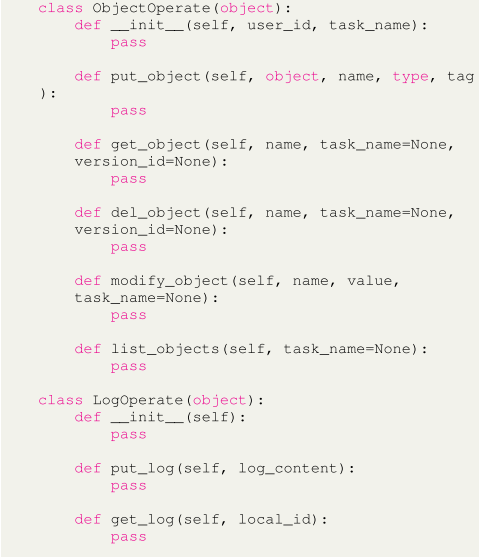 class ObjectOperate(object):
    def __init__(self, user_id, task_name):
        pass

    def put_object(self, object, name, type, tag
):
        pass

    def get_object(self, name, task_name=None,
    version_id=None):
        pass

    def del_object(self, name, task_name=None,
    version_id=None):
        pass

    def modify_object(self, name, value,
    task_name=None):
        pass

    def list_objects(self, task_name=None):
        pass

class LogOperate(object):
    def __init__(self):
        pass

    def put_log(self, log_content):
        pass

    def get_log(self, local_id):
        pass